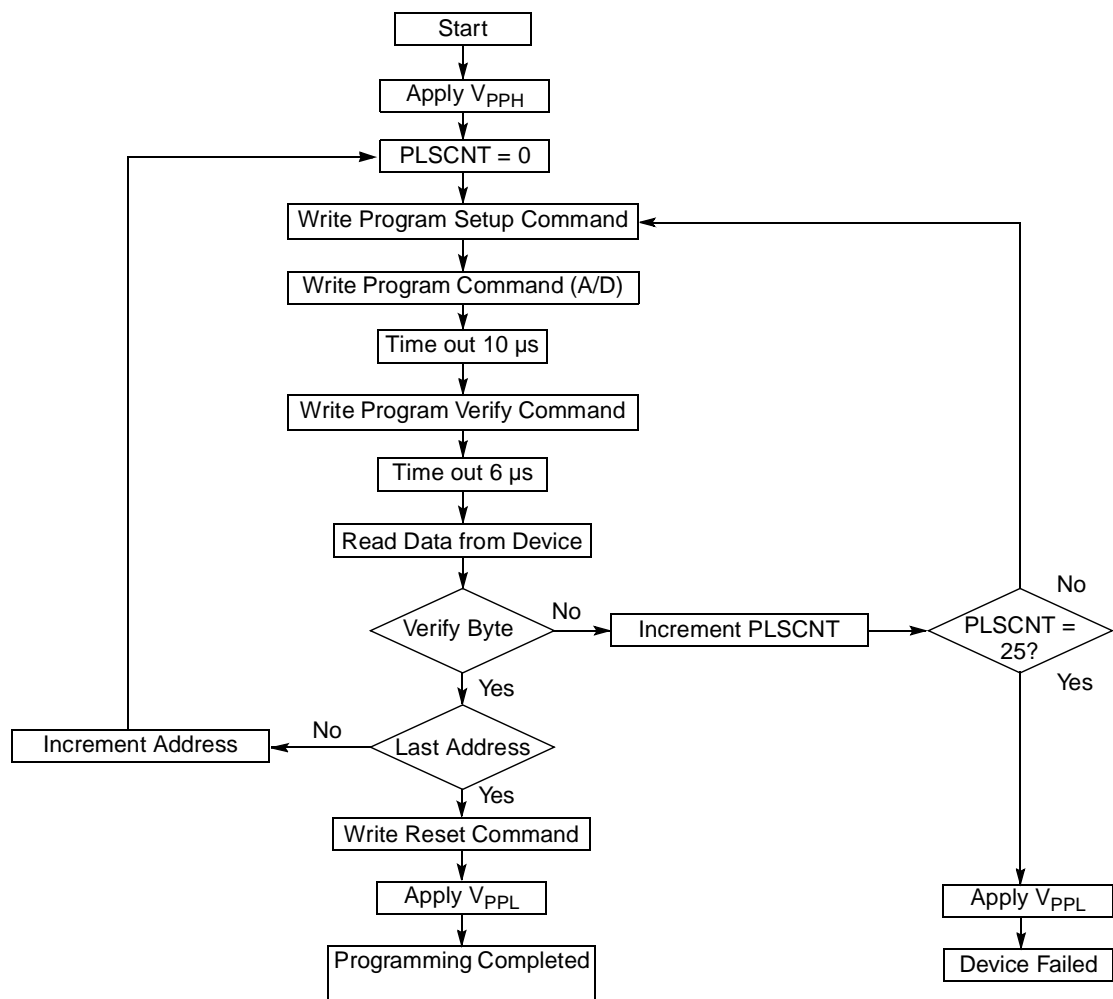 Start
Apply VPPH
PLSCNT = 0
Write Program Setup Command
Write Program Command (A/D)
Time out 10 µs
Write Program Verify Command
Time out 6 µs
Read Data from Device
Verify Byte
No
Increment PLSCNT
No
PLSCNT =
25?
Yes
Yes
Increment Address
No
Last Address
Yes
Write Reset Command
Apply VPPL
Programming Completed
Apply VPPL
Device Failed